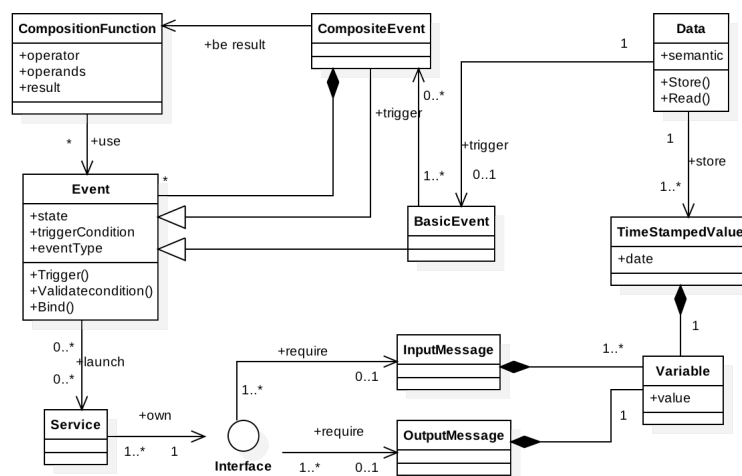 CompositionFunction
+operator
+operands
+result
+be result
CompositeEvent
Data
+semantic
+Store()
+Read()
1
+trigger
0..*
*
+use
+trigger
0..1
1
+store
1..*
1..*
Event
+state
+triggerCondition
+eventType
+Trigger()
+Validatecondition()
+Bind()
*
BasicEvent
TimeStampedValue
+date
0..*
+launch
0..*
+require
1..*
0..1
InputMessage
1..*
1
Variable
+value
Service
+own
1..*
1
Interface
+require
1..*
0..1
OutputMessage
1